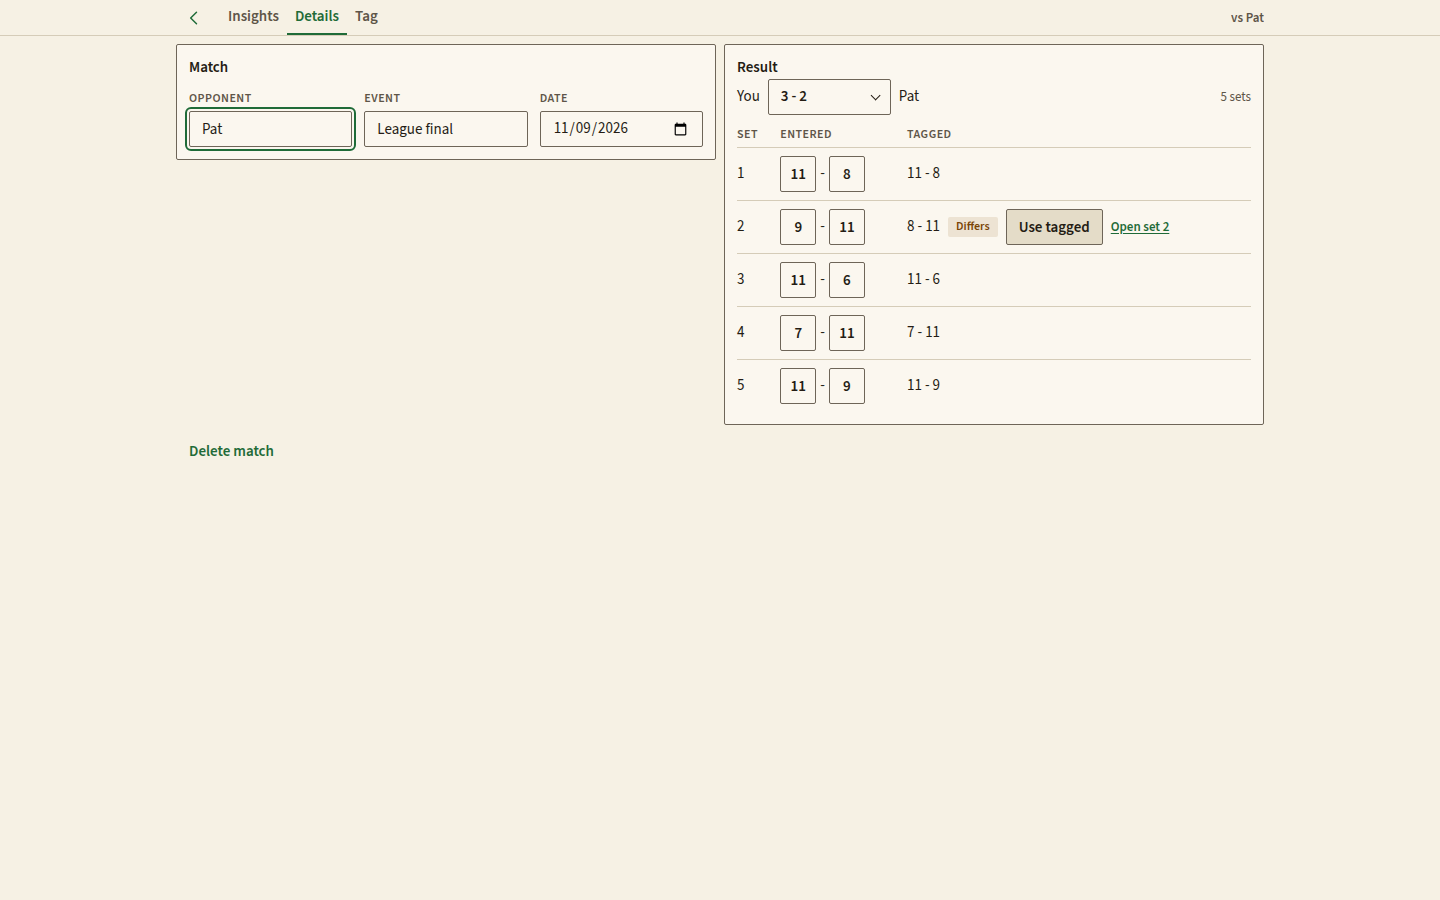 Insights Details Tag vs Pat
Match
OPPONENT EVENT DATE
Pat League final 11/09/2026
Result
You 3 - 2 Pat 5 sets
SET ENTERED TAGGED
1 11 - 8 11 - 8
2 9 - 11 8 - 11 Differs Use tagged Open set 2
3 11 - 6 11 - 6
4 7 - 11 7 - 11
5 11 - 9 11 - 9
Delete match